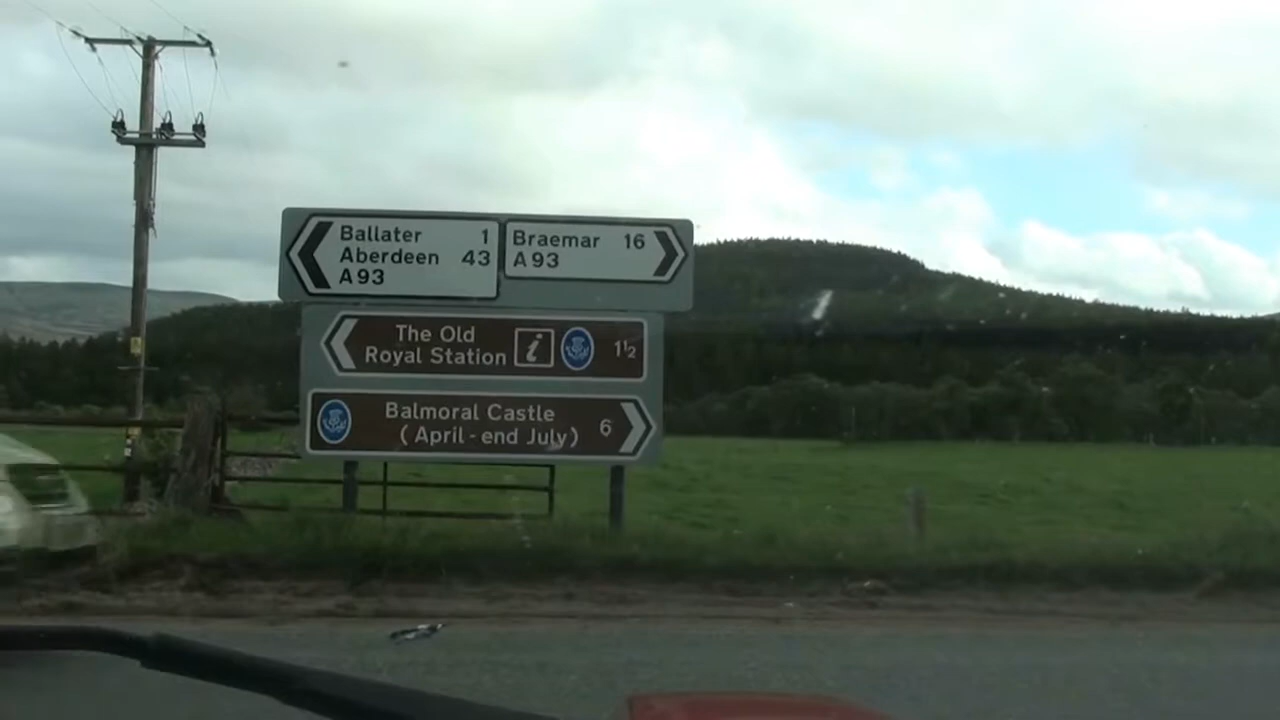 Ballater 1
Aberdeen 43
A93
Braemar 16
A93
The Old
Royal Station i 1½
Balmoral Castle 6
(April - end July)